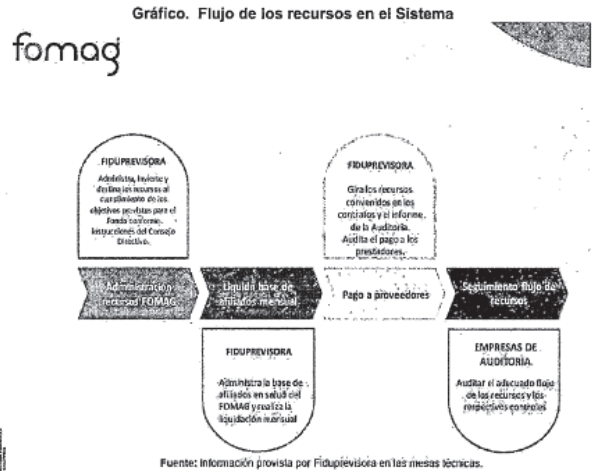 Gráfico. Flujo de los recursos en el Sistema
fomag
FIDUPREVISORA
Administra, invierte y
destina los recursos al
cumplimiento de los
objetivos previstos para el
Fondo conforme
instrucciones del Consejo
Directivo.
FIDUPREVISORA
Gira los recursos
convenidos en los
contratos y el informe
de la Auditoría.
Audita el pago a los
prestadores.
Administración
recursos FOMAG
Liquida base de
afiliados mensual
Pago a proveedores
Seguimiento flujo de
recursos
FIDUPREVISORA
Administra la base de
afiliados en salud del
FOMAG y realiza la
liquidación mensual
EMPRESAS DE
AUDITORÍA.
Auditar el adecuado flujo
de los recursos y los
respectivos controles
Fuente: Información provista por Fiduprevisora en las mesas técnicas.